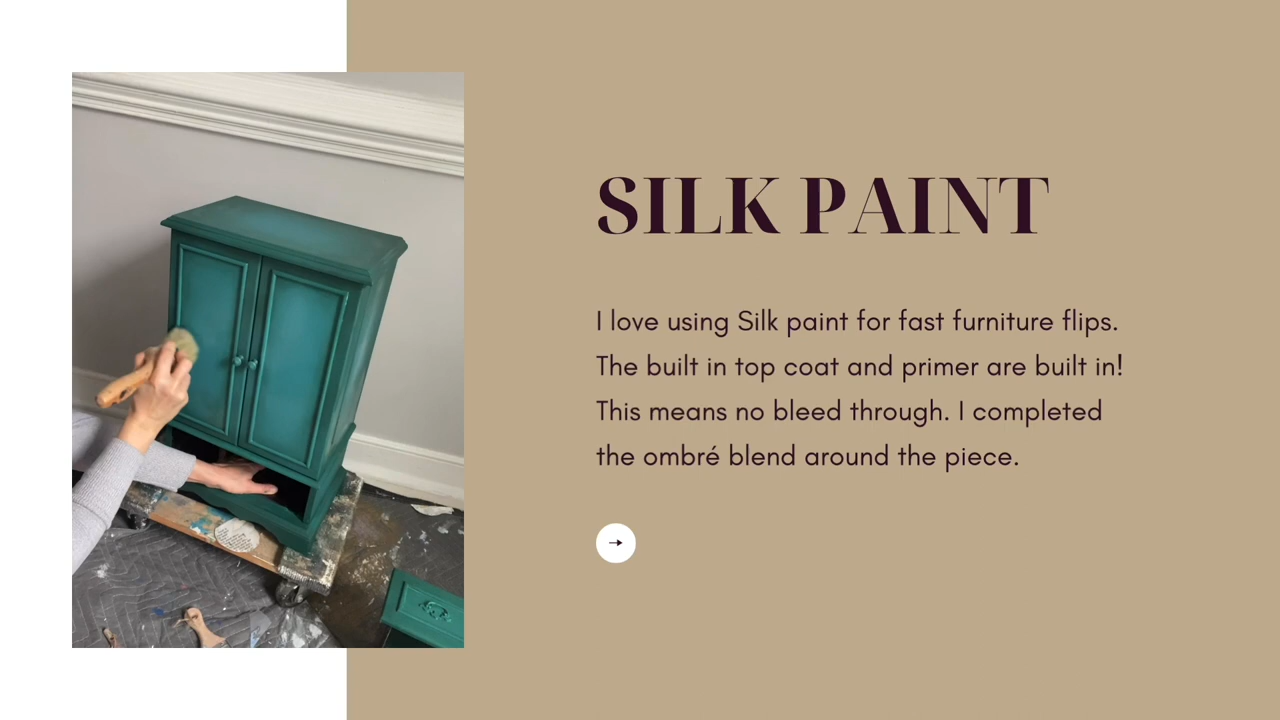 SILK PAINT
I love using Silk paint for fast furniture flips.
The built in top coat and primer are built in!
This means no bleed through. I completed
the ombré blend around the piece.